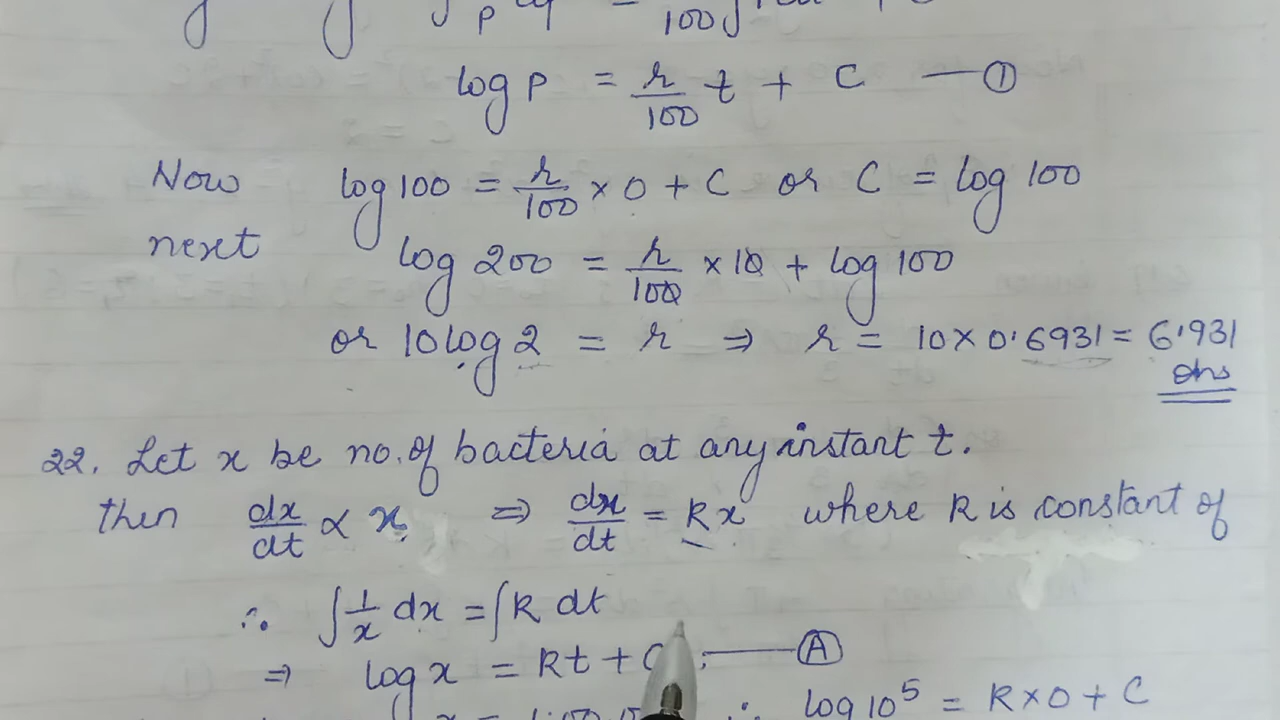 log p = r/100 t + C — ①
Now log 100 = r/100 × 0 + C or C = log 100
next log 200 = r/100 × 10 + log 100
or 10 log 2 = r ⇒ r = 10 × 0.6931 = 6.931
Ans
22. Let x be no. of bacteria at any instant t.
then dx/dt ∝ x ⇒ dx/dt = Rx where R is constant of
∴ ∫ 1/x dx = ∫ R dt
⇒ log x = Rt + C — Ⓐ
∴ log 10⁵ = R × 0 + C